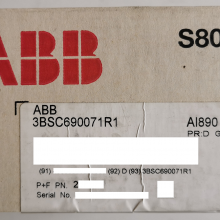 ABB
S80
ABB
3BSC690071R1
AI890
PR:D G
(91) (92) D (93) 3BSC690071R1
P+F PN. 2
Serial No.